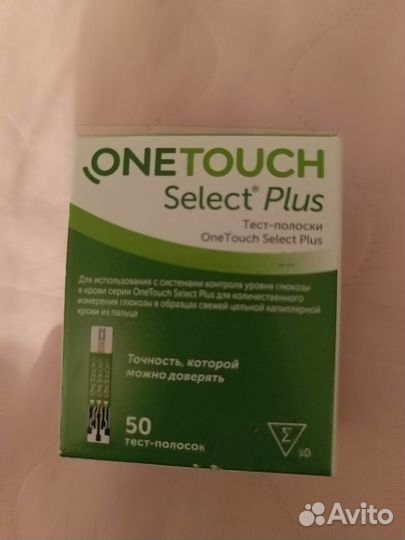 ONETOUCH
Select® Plus
Тест-полоски
OneTouch Select Plus
Для использования с системами контроля уровня глюкозы
в крови серии OneTouch Select Plus для количественного
измерения глюкозы в образцах свежей цельной капиллярной
крови из пальца
Точность, которой
можно доверять
50
тест-полосок
Σ
50
Avito